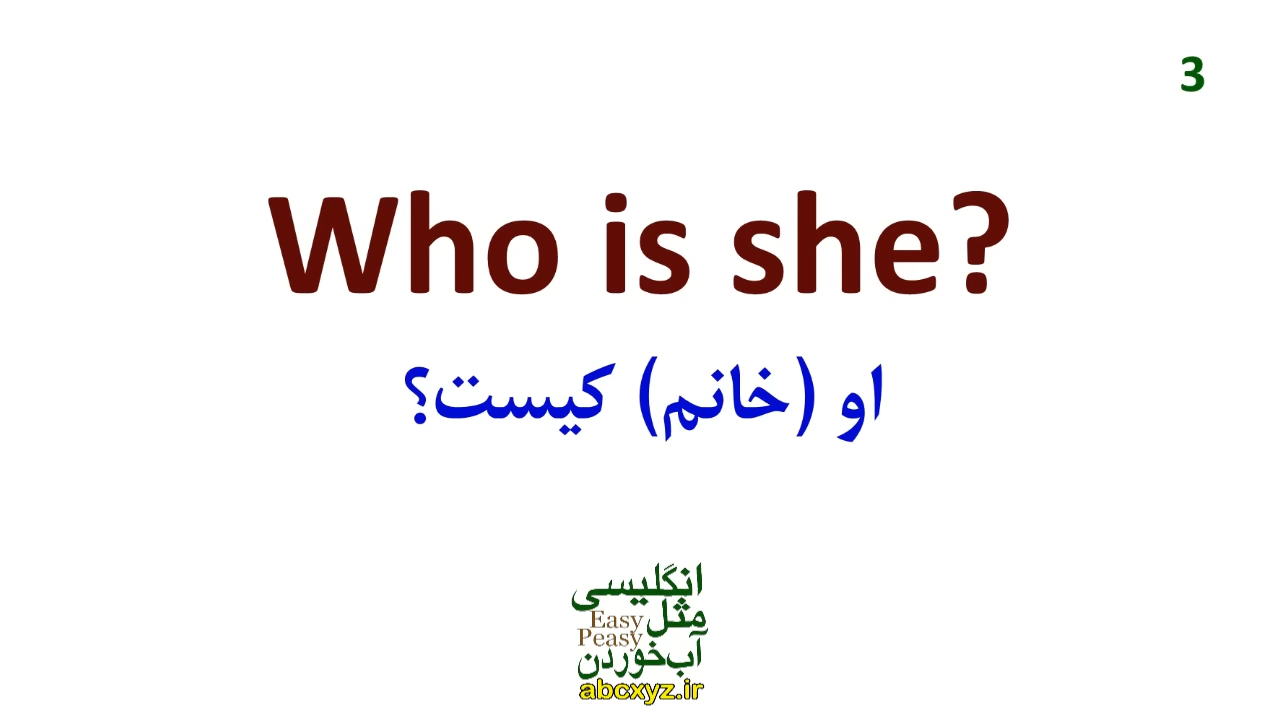 3
Who is she?
او (خانم) کیست؟
انگلیسی
مثل
Easy
Peasy
آب‌خوردن
abcxyz.ir